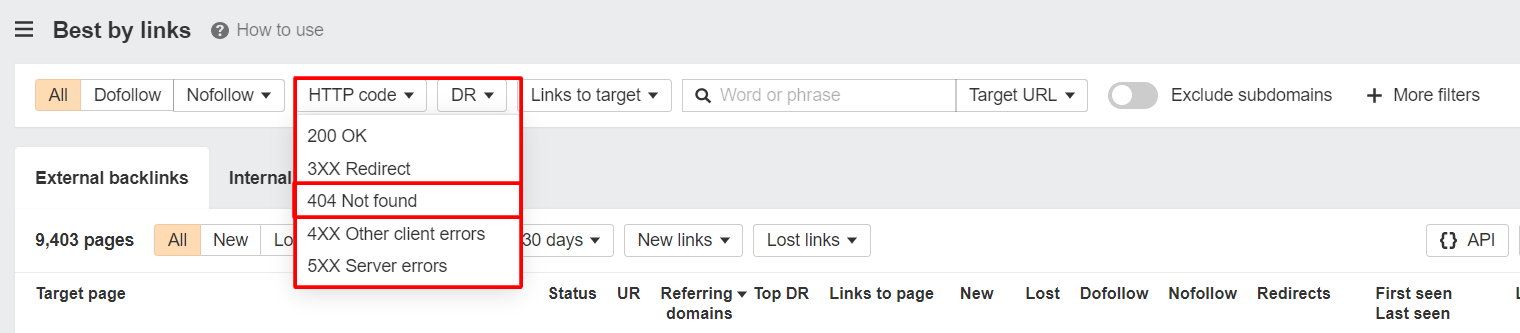 Best by links ? How to use
All Dofollow Nofollow HTTP code DR Links to target Word or phrase Target URL Exclude subdomains + More filters
200 OK
3XX Redirect
External backlinks Internal
404 Not found
9,403 pages All New Lo 30 days New links Lost links {} API
4XX Other client errors
5XX Server errors
Target page Status UR Referring domains Top DR Links to page New Lost Dofollow Nofollow Redirects First seen
Last seen